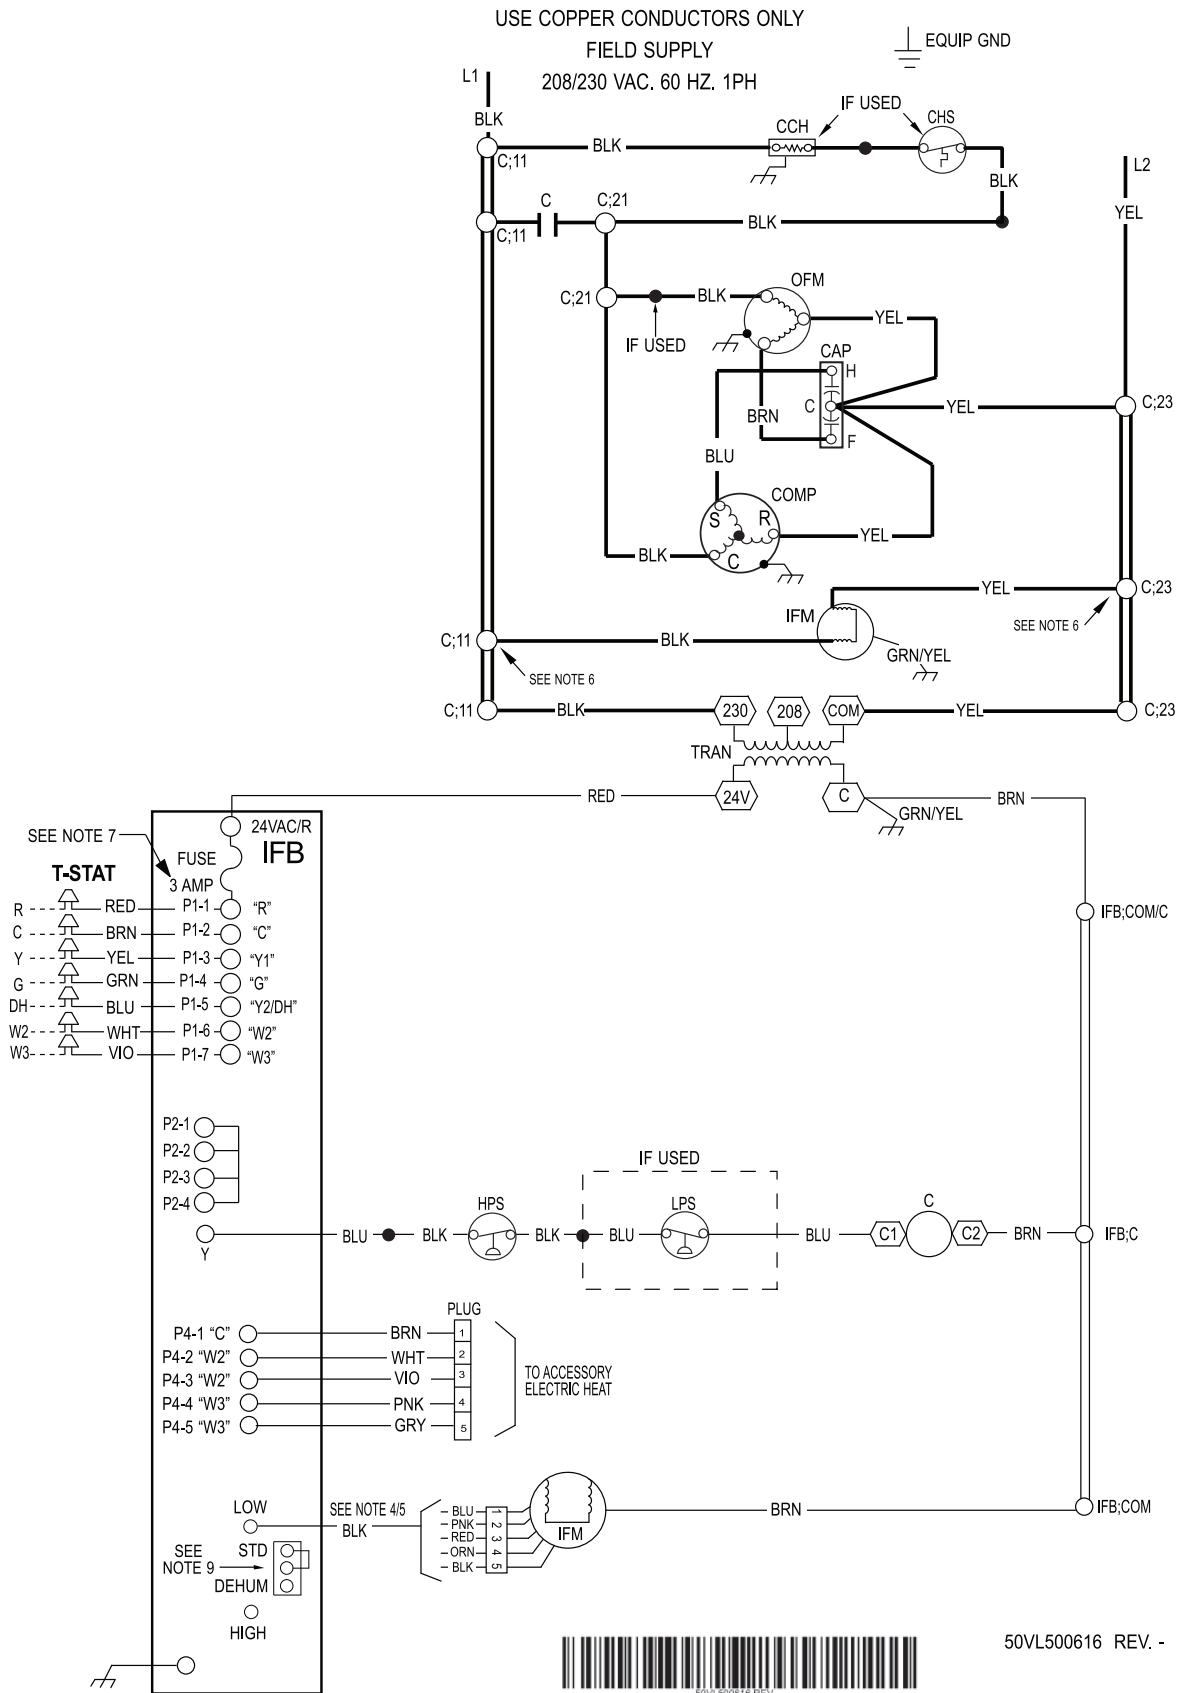 USE COPPER CONDUCTORS ONLY
FIELD SUPPLY
208/230 VAC. 60 HZ. 1PH
EQUIP GND
L1
BLK
IF USED
C;11
BLK
CCH
CHS
BLK
L2
YEL
C
C;21
C;11
BLK
C;21
BLK
OFM
IF USED
YEL
CAP
H
C
F
BRN
YEL
C;23
BLU
COMP
S
R
C
BLK
YEL
YEL
C;23
IFM
SEE NOTE 6
C;11
BLK
GRN/YEL
SEE NOTE 6
C;11
BLK
230
208
COM
YEL
C;23
TRAN
RED
24V
C
GRN/YEL
BRN
SEE NOTE 7
24VAC/R
FUSE
IFB
T-STAT
3 AMP
R RED P1-1 "R"
C BRN P1-2 "C"
Y YEL P1-3 "Y1"
G GRN P1-4 "G"
DH BLU P1-5 "Y2/DH"
W2 WHT P1-6 "W2"
W3 VIO P1-7 "W3"
IFB;COM/C
P2-1
P2-2
P2-3
P2-4
IF USED
HPS
LPS
C
Y
BLU
BLK
BLK
BLU
BLU
C1
C2
BRN
IFB;C
PLUG
P4-1 "C" BRN 1
P4-2 "W2" WHT 2
P4-3 "W2" VIO 3
P4-4 "W3" PNK 4
P4-5 "W3" GRY 5
TO ACCESSORY
ELECTRIC HEAT
LOW
SEE NOTE 4/5
BLK
BLU 1
PNK 2
RED 3
ORN 4
BLK 5
IFM
BRN
IFB;COM
SEE
NOTE 9
STD
DEHUM
HIGH
50VL500616 REV. -
50VL500616 REV